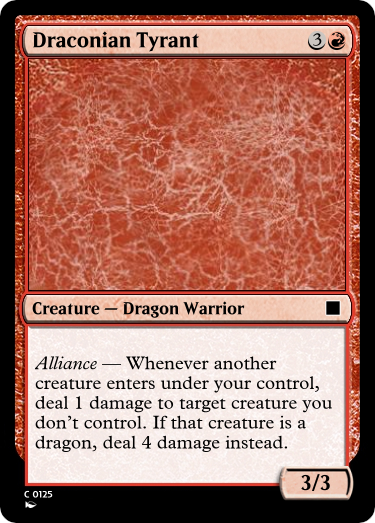 Draconian Tyrant 3
Creature — Dragon Warrior
Alliance — Whenever another
creature enters under your control,
deal 1 damage to target creature you
don't control. If that creature is a
dragon, deal 4 damage instead.
3/3
C 0125